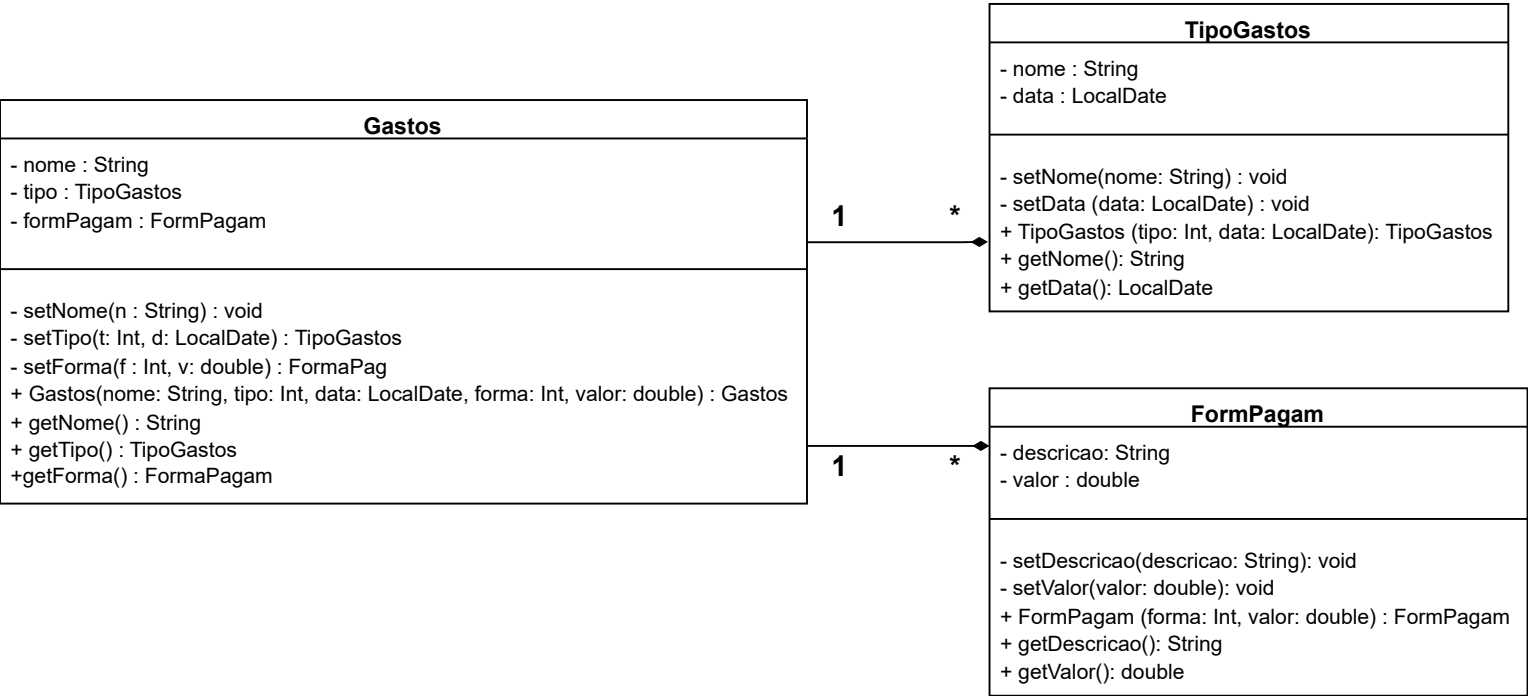 Gastos
- nome : String
- tipo : TipoGastos
- formPagam : FormPagam
- setNome(n : String) : void
- setTipo(t: Int, d: LocalDate) : TipoGastos
- setForma(f : Int, v: double) : FormaPag
+ Gastos(nome: String, tipo: Int, data: LocalDate, forma: Int, valor: double) : Gastos
+ getNome() : String
+ getTipo() : TipoGastos
+getForma() : FormaPagam
1
*
1
*
TipoGastos
- nome : String
- data : LocalDate
- setNome(nome: String) : void
- setData (data: LocalDate) : void
+ TipoGastos (tipo: Int, data: LocalDate): TipoGastos
+ getNome(): String
+ getData(): LocalDate
FormPagam
- descricao: String
- valor : double
- setDescricao(descricao: String): void
- setValor(valor: double): void
+ FormPagam (forma: Int, valor: double) : FormPagam
+ getDescricao(): String
+ getValor(): double